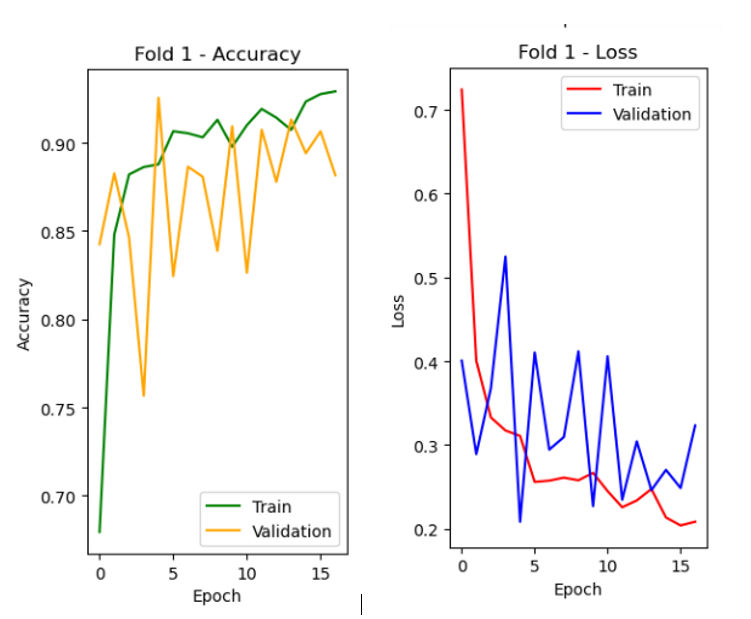 Fold 1 - Accuracy
Accuracy
0.90
0.85
0.80
0.75
0.70
Train
Validation
0
5
10
15
Epoch
Fold 1 - Loss
Loss
0.7
0.6
0.5
0.4
0.3
0.2
Train
Validation
0
5
10
15
Epoch